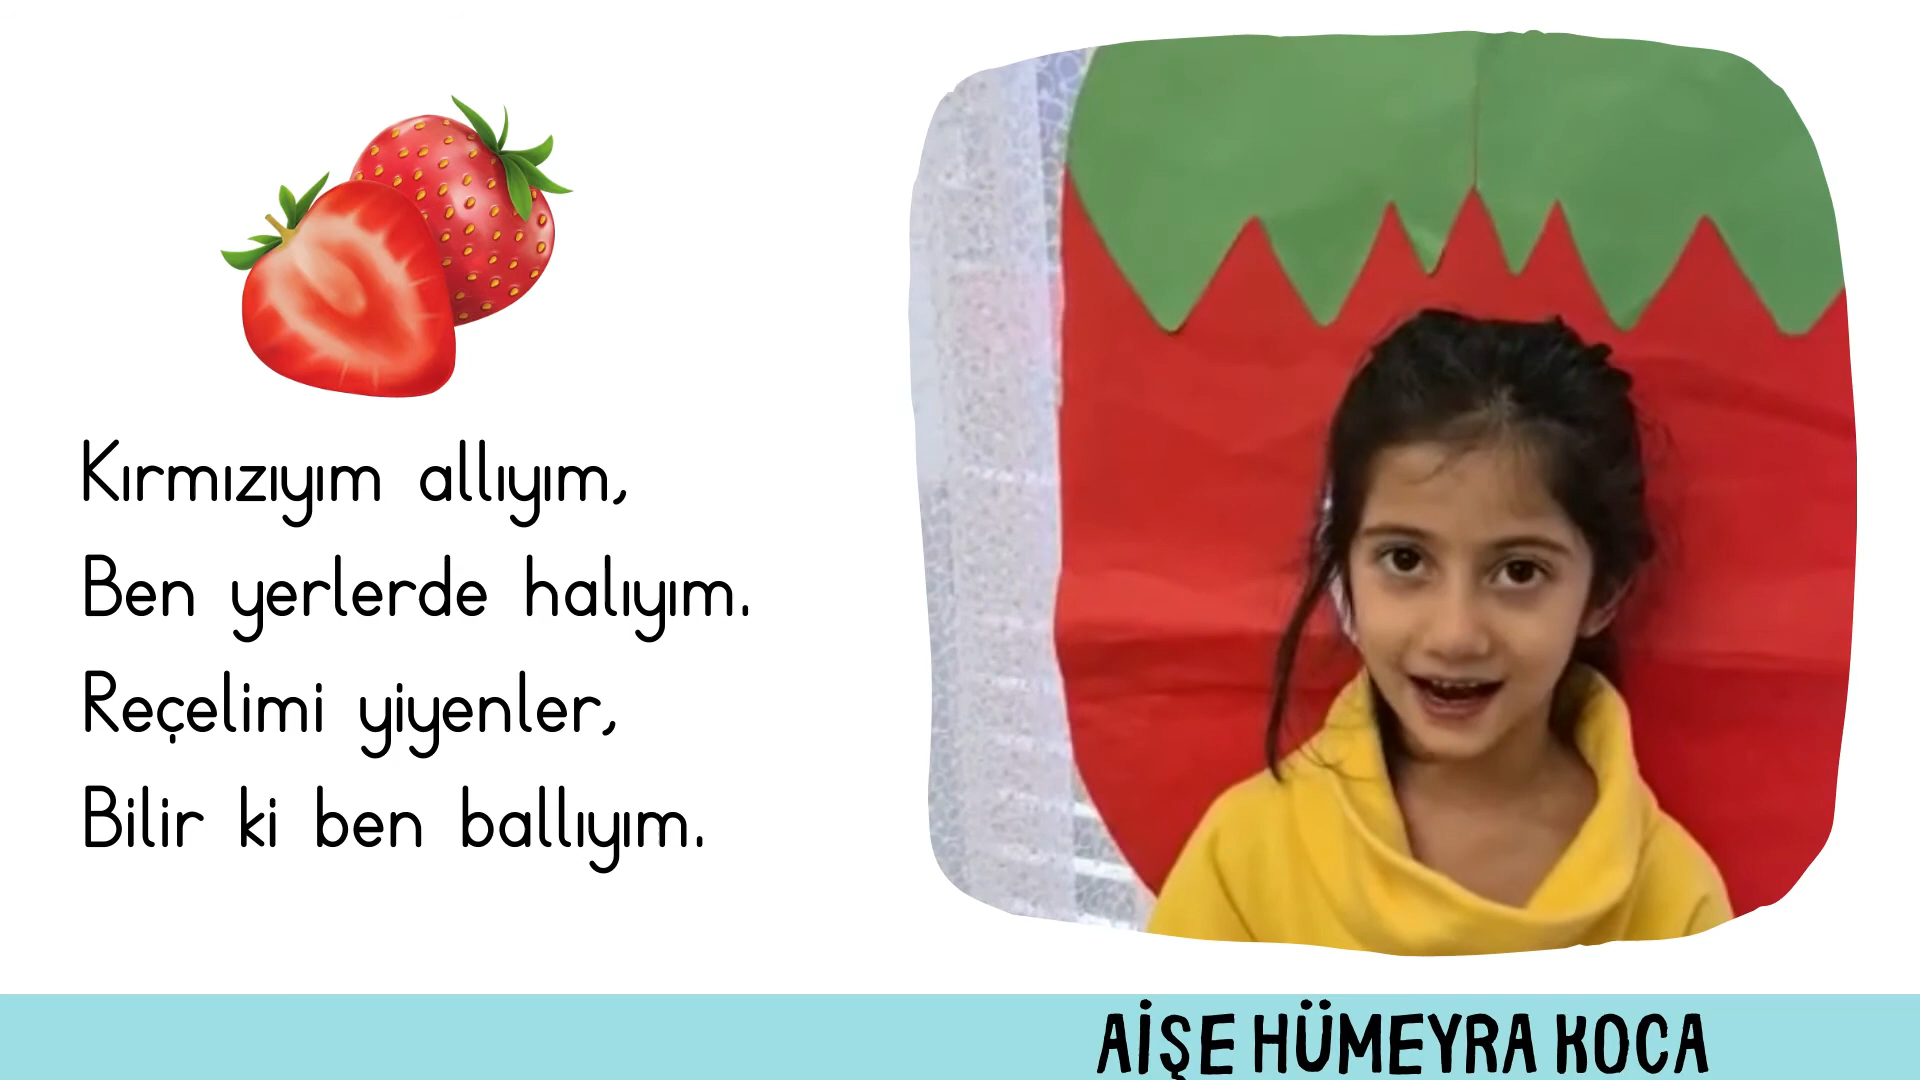 Kırmızıyım allıyım,
Ben yerlerde halıyım.
Reçelimi yiyenler,
Bilir ki ben ballıyım.
AİŞE HÜMEYRA KOCA